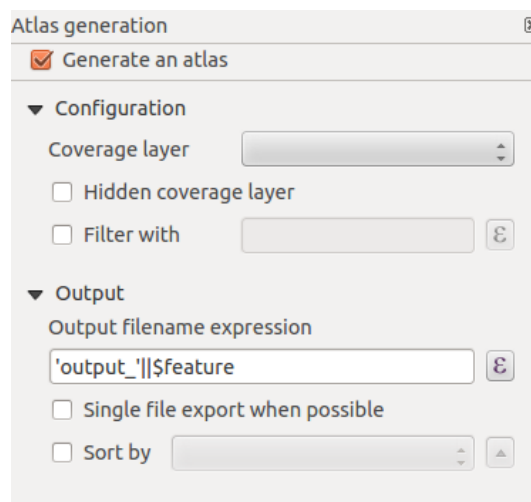 Atlas generation
Generate an atlas
Configuration
Coverage layer
Hidden coverage layer
Filter with
ε
Output
Output filename expression
'output_'||$feature
ε
Single file export when possible
Sort by